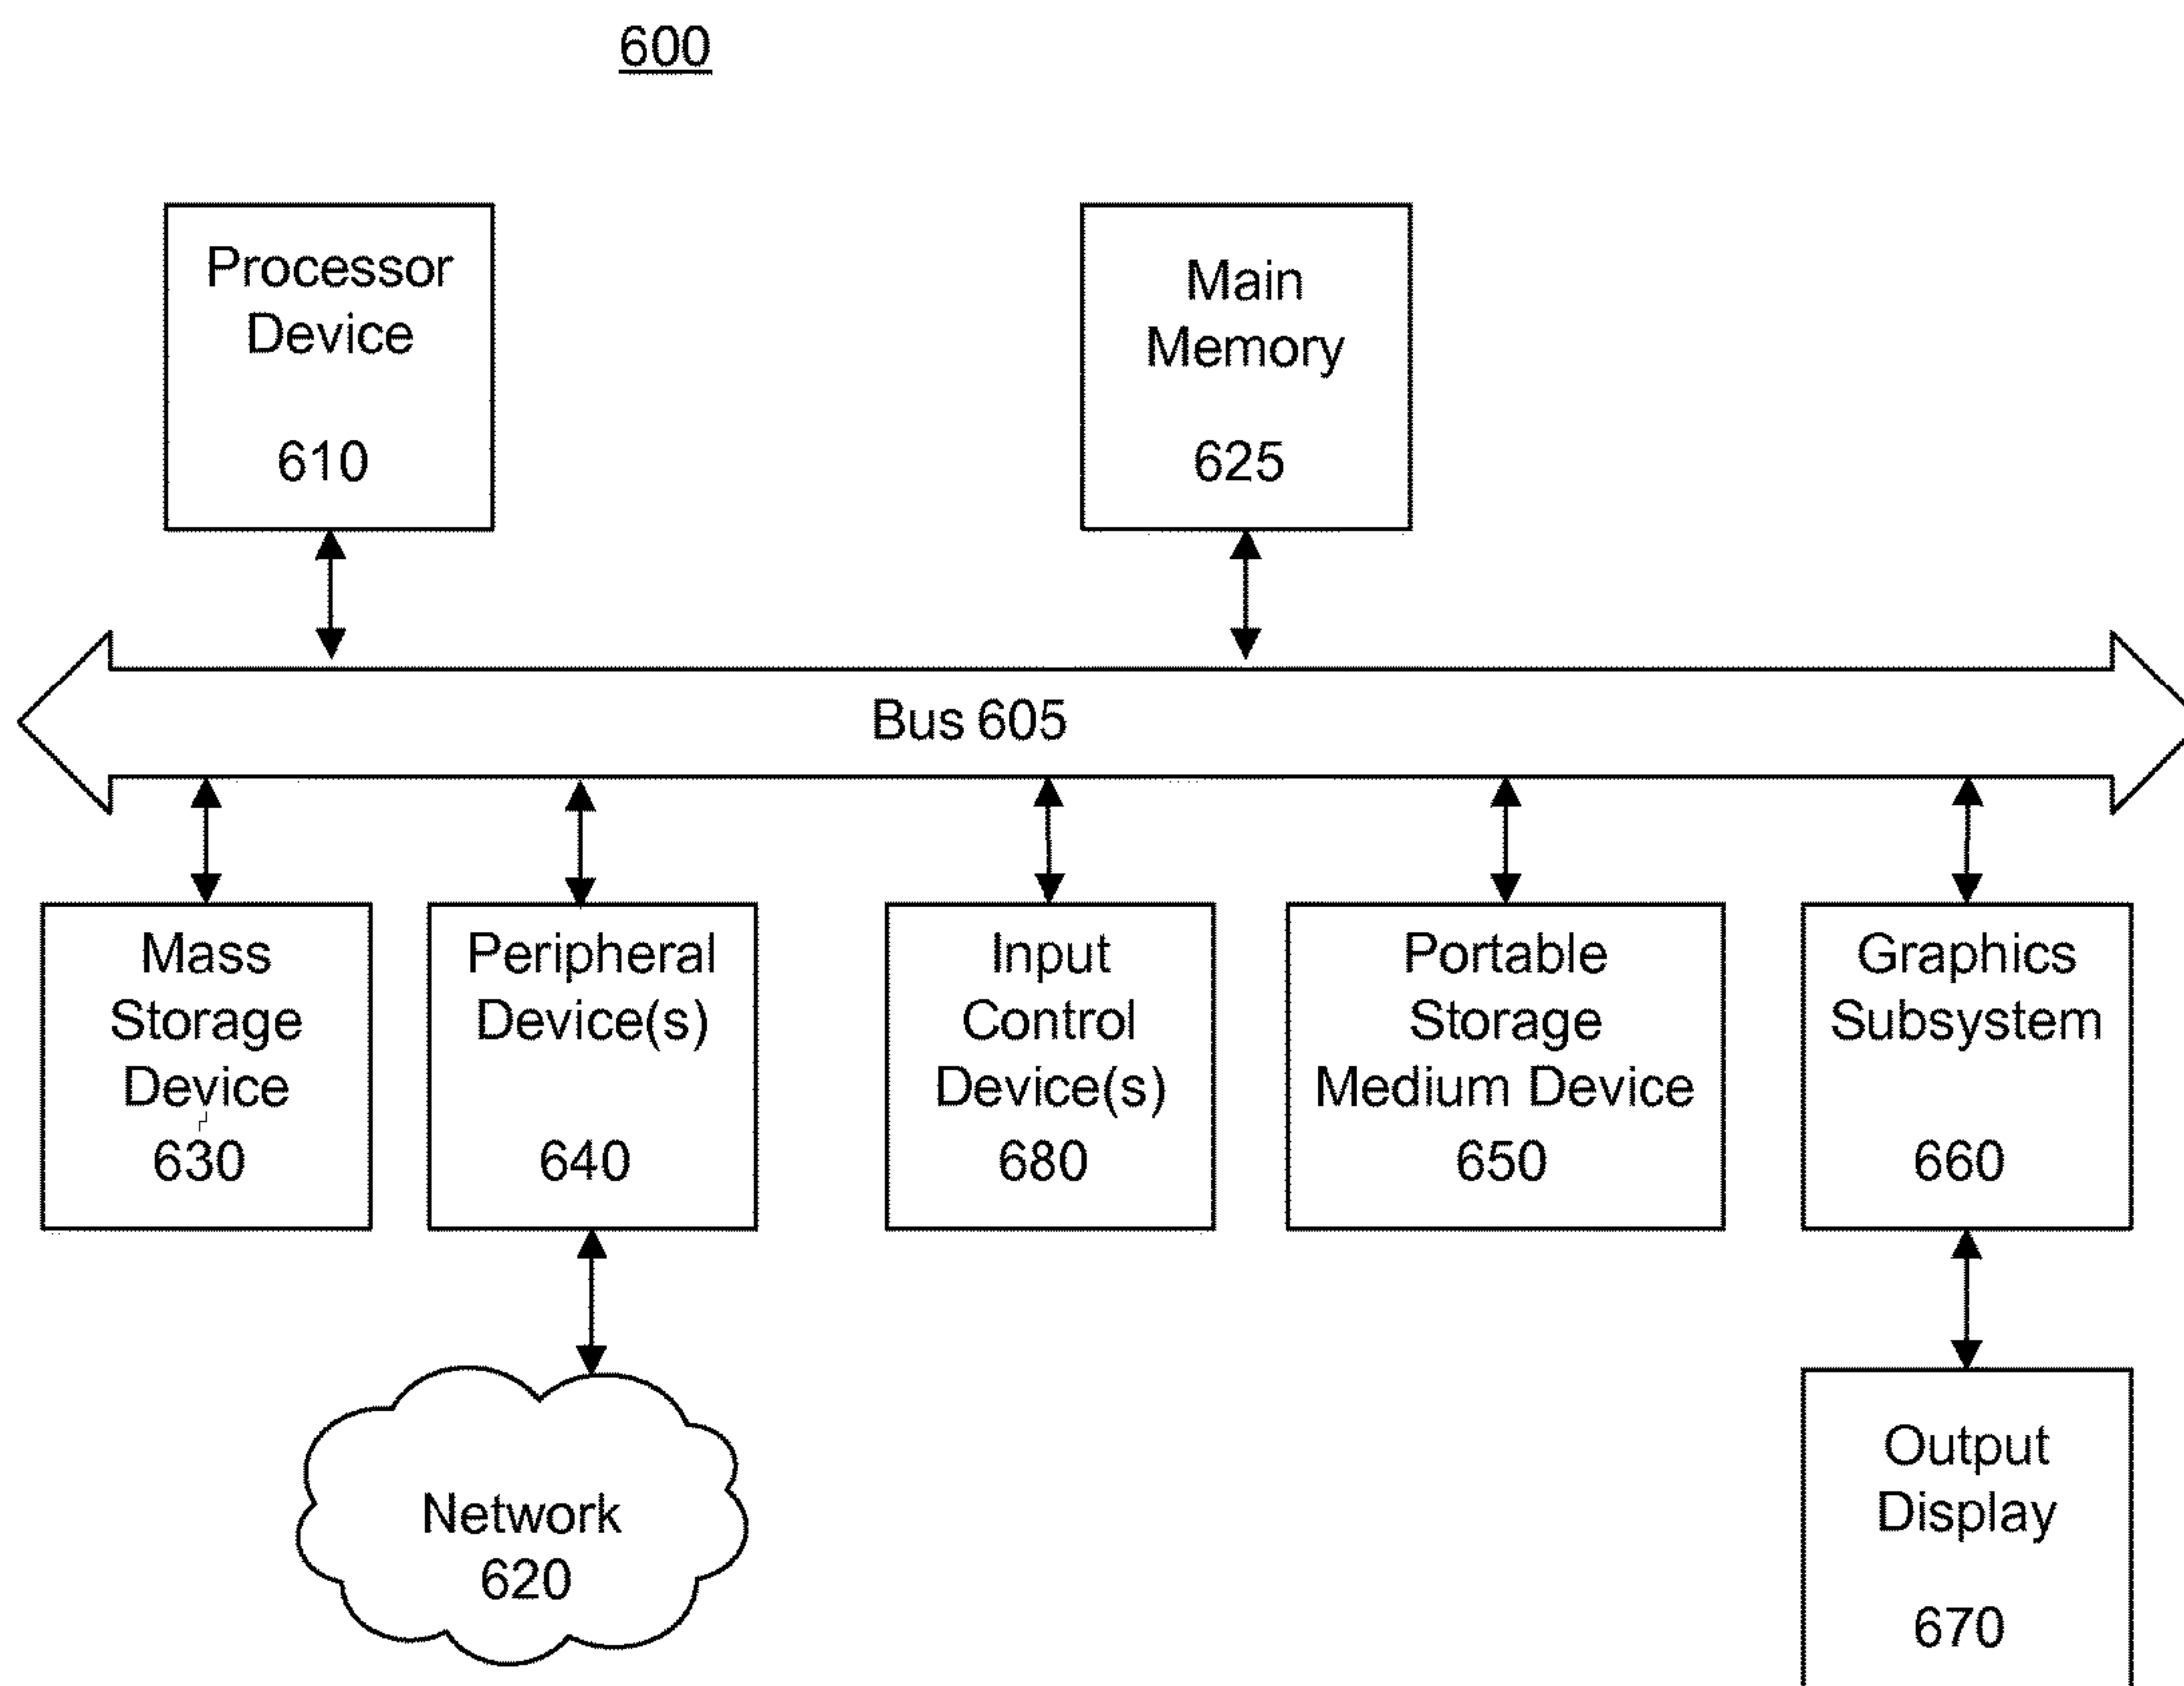 600
Processor
Device
610
Main
Memory
625
Bus 605
Mass
Storage
Device
630
Peripheral
Device(s)
640
Input
Control
Device(s)
680
Portable
Storage
Medium Device
650
Graphics
Subsystem
660
Network
620
Output
Display
670